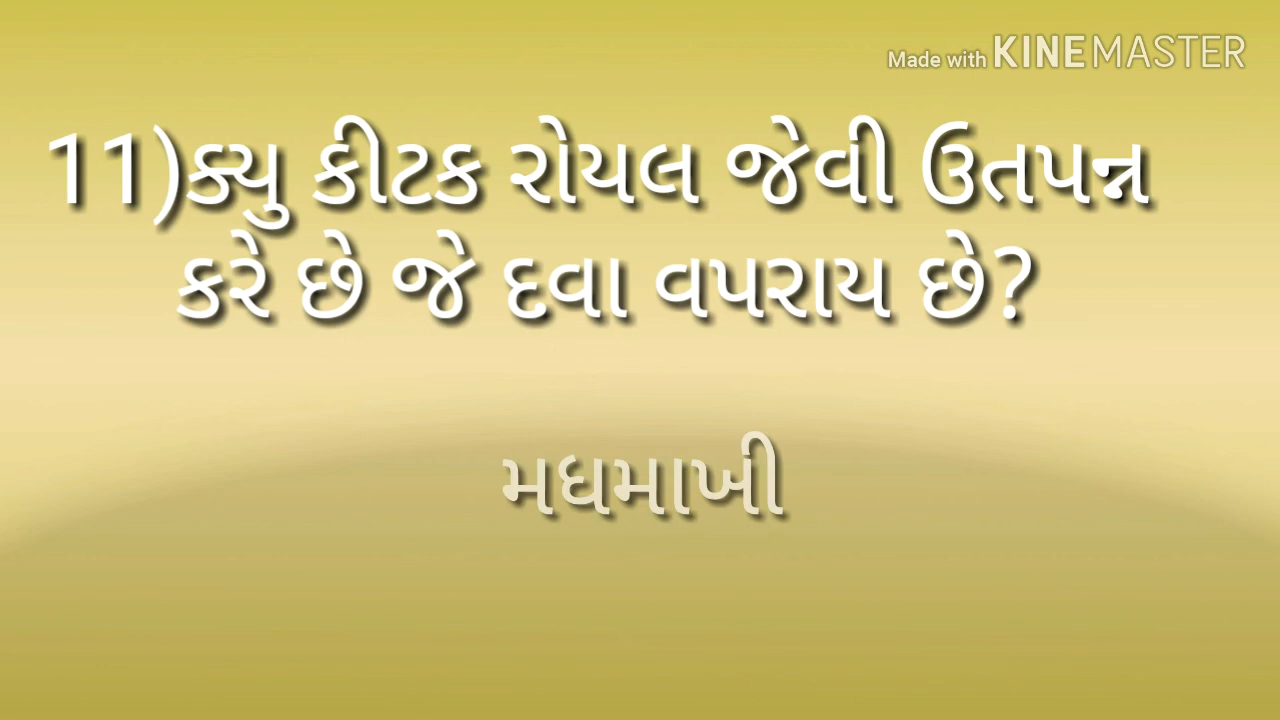 Made with KINEMASTER
11)ક્યુ કીટક રોયલ જેવી ઉતપન્ન
કરે છે જે દવા વપરાય છે?
મધમાખી